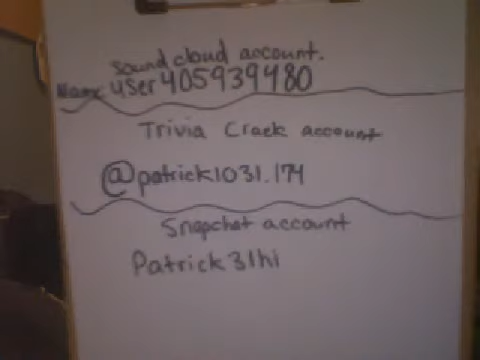 sound cloud account.
Name: user405939480
Trivia Crack account
@patrick1031.174
Snapchat account
Patrick31hi